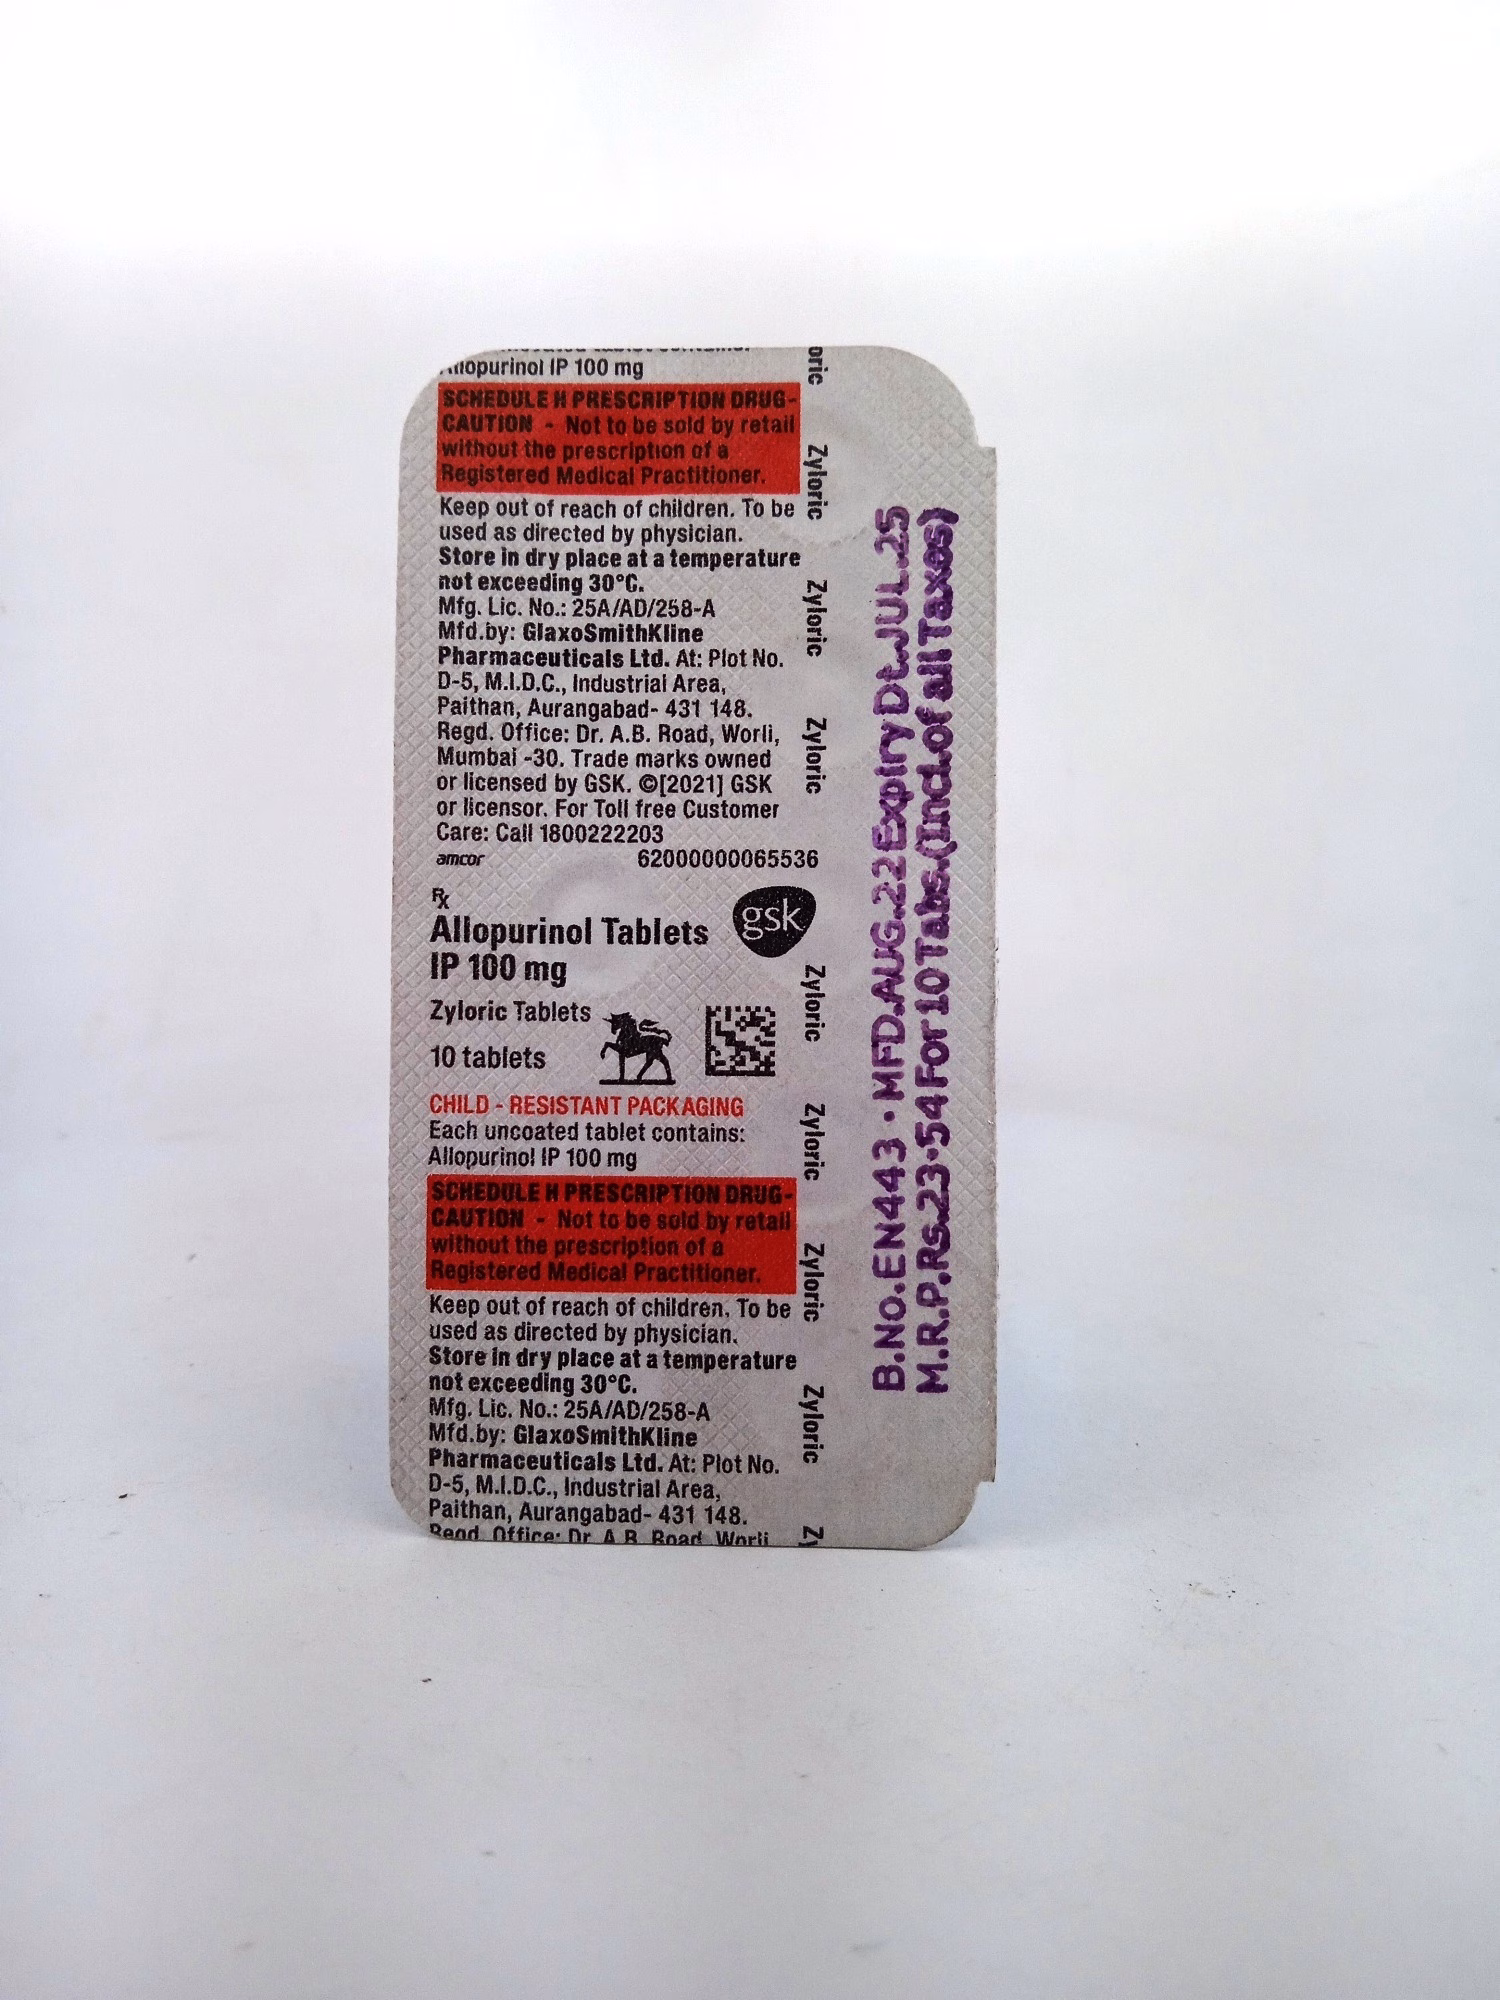 Allopurinol IP 100 mg
SCHEDULE H PRESCRIPTION DRUG-
CAUTION - Not to be sold by retail
without the prescription of a
Registered Medical Practitioner.
Keep out of reach of children. To be
used as directed by physician.
Store in dry place at a temperature
not exceeding 30°C.
Mfg. Lic. No.: 25A/AD/258-A
Mfd.by: GlaxoSmithKline
Pharmaceuticals Ltd. At: Plot No.
D-5, M.I.D.C., Industrial Area,
Paithan, Aurangabad- 431 148.
Regd. Office: Dr. A.B. Road, Worli,
Mumbai -30. Trade marks owned
or licensed by GSK. ©[2021] GSK
or licensor. For Toll free Customer
Care: Call 1800222203
amcor 62000000065536
Rx
Allopurinol Tablets
IP 100 mg
gsk
Zyloric Tablets
10 tablets
CHILD - RESISTANT PACKAGING
Each uncoated tablet contains:
Allopurinol IP 100 mg
SCHEDULE H PRESCRIPTION DRUG-
CAUTION - Not to be sold by retail
without the prescription of a
Registered Medical Practitioner.
Keep out of reach of children. To be
used as directed by physician.
Store in dry place at a temperature
not exceeding 30°C.
Mfg. Lic. No.: 25A/AD/258-A
Mfd.by: GlaxoSmithKline
Pharmaceuticals Ltd. At: Plot No.
D-5, M.I.D.C., Industrial Area,
Paithan, Aurangabad- 431 148.
Regd. Office: Dr. A.B. Road, Worli
oric Zyloric Zyloric Zyloric Zyloric Zyloric Zyloric Zyloric Zy
B.No.EN443 · MFD.AUG.22 Expiry Dt.JUL.25
M.R.P.Rs.23·54 For 10 Tabs.(Incl.of all Taxes)